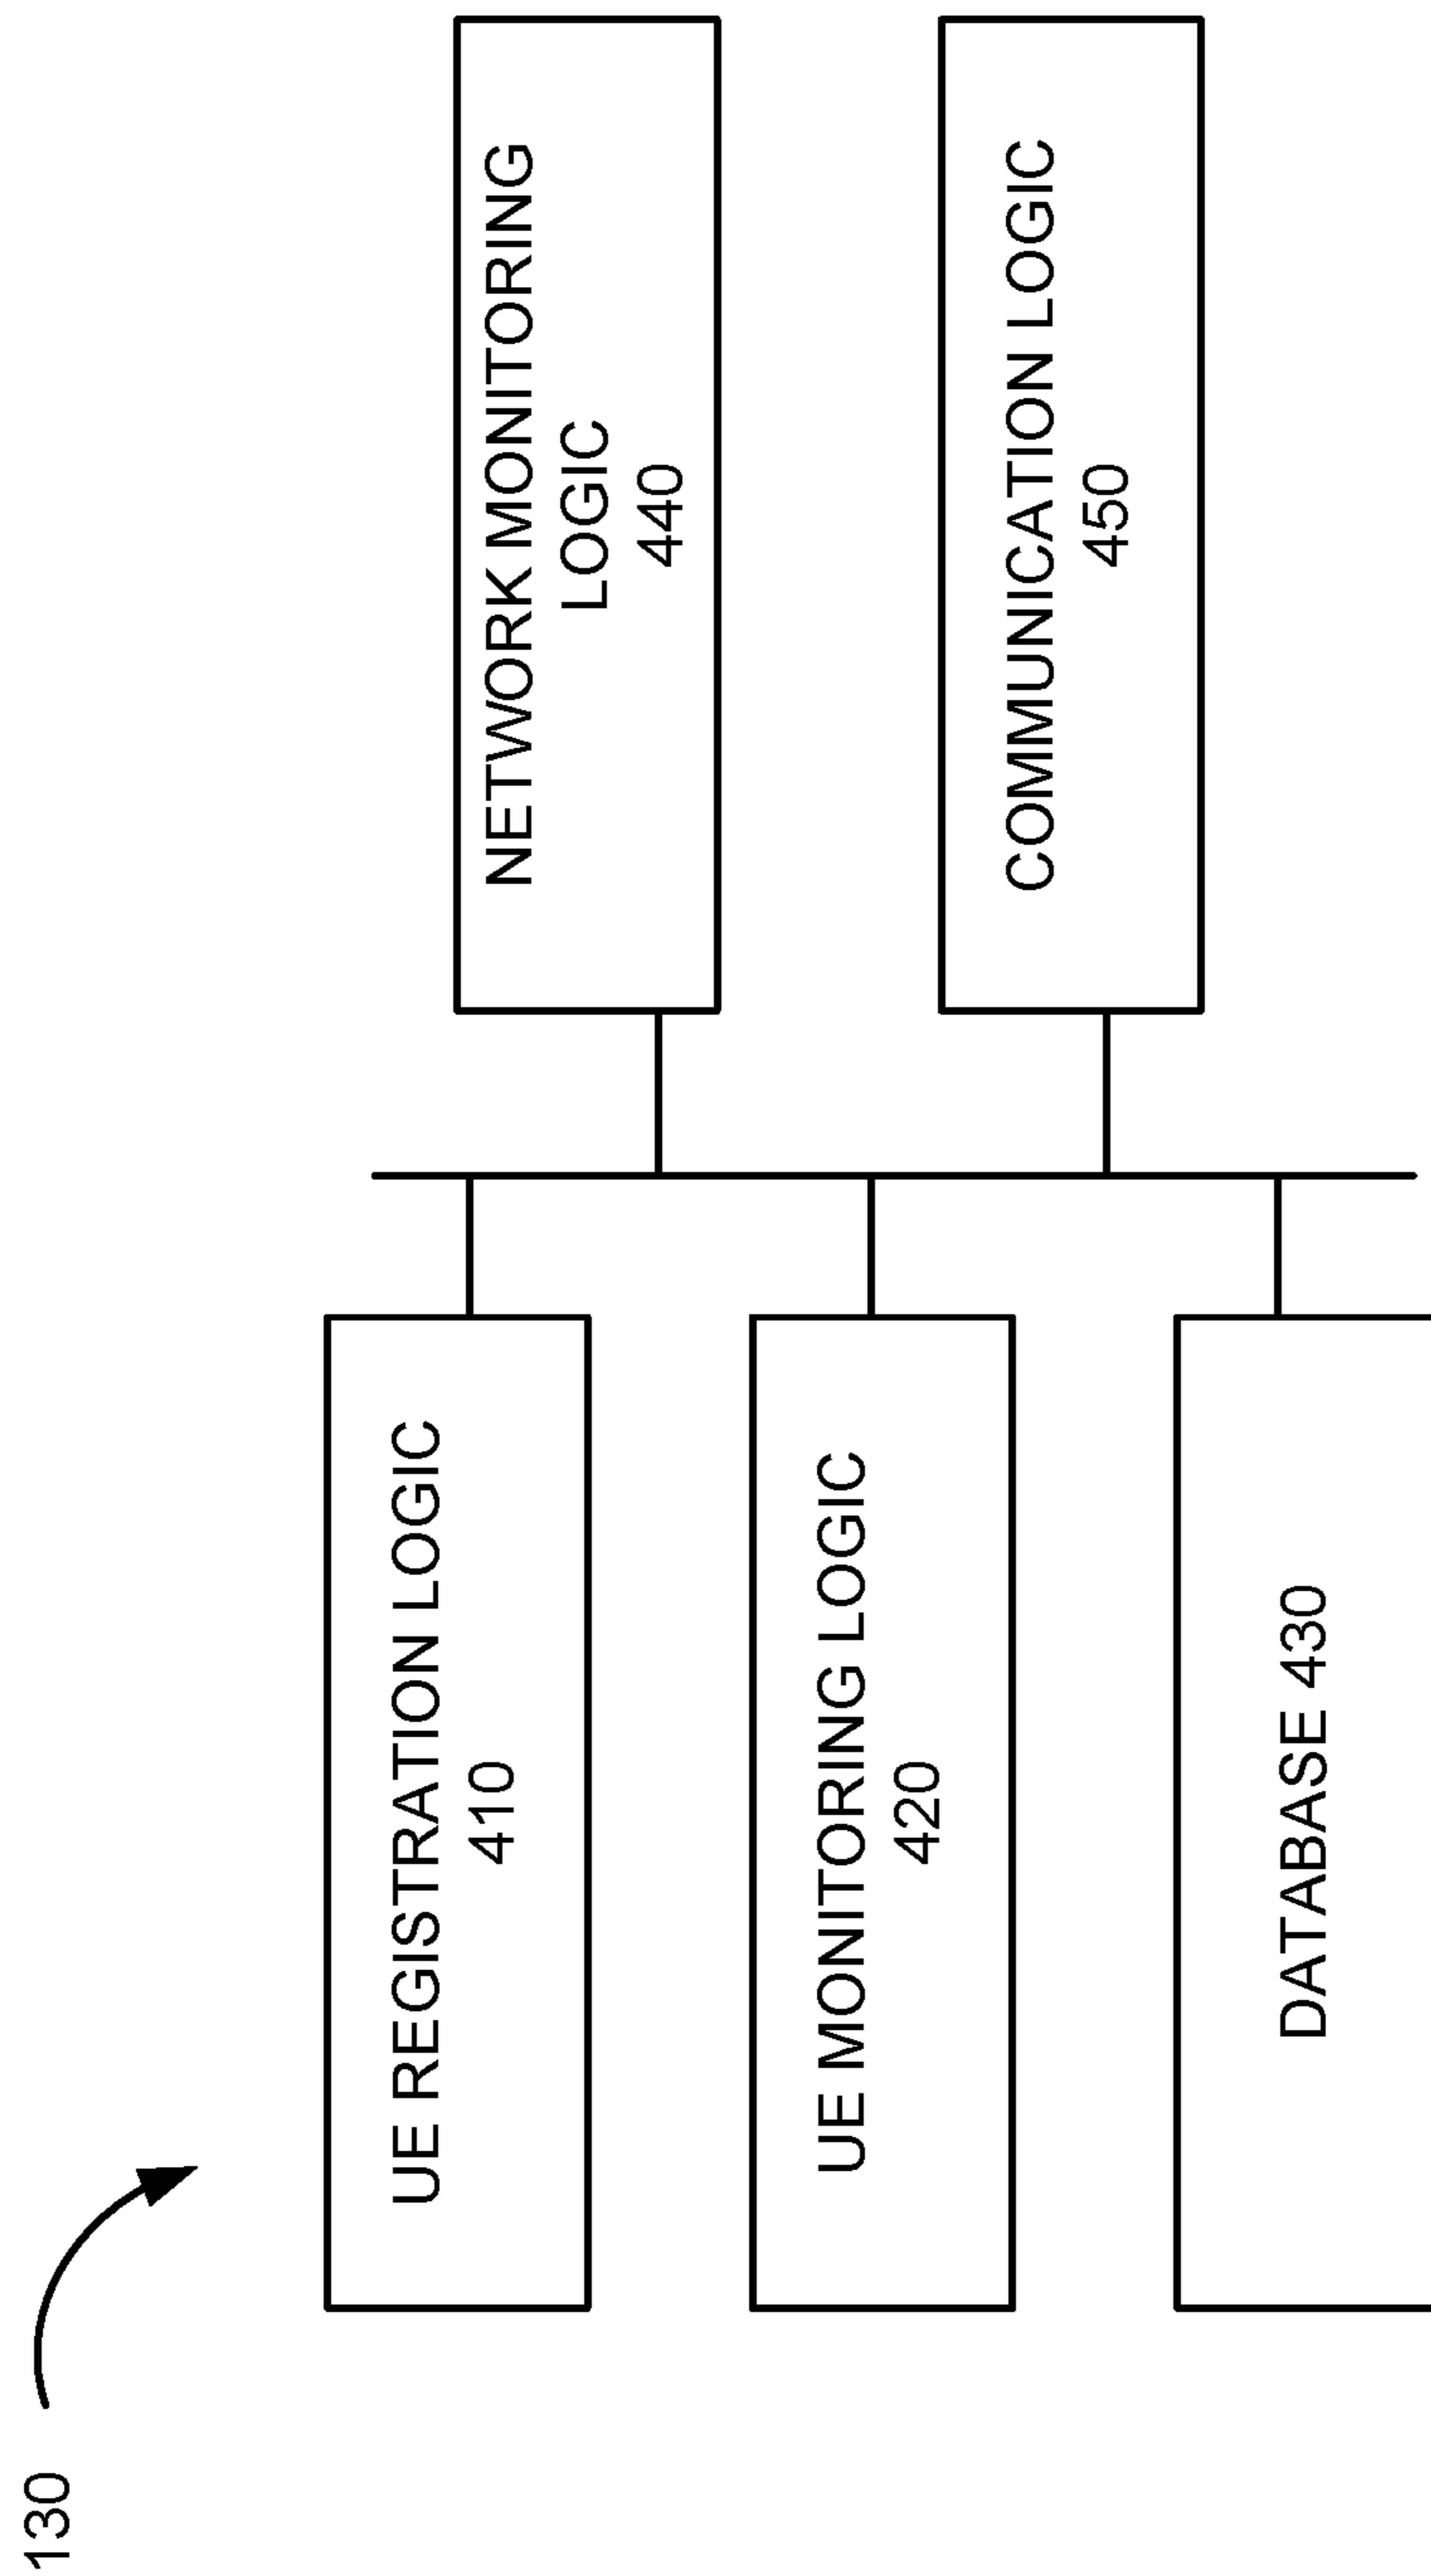 130
UE REGISTRATION LOGIC
410
UE MONITORING LOGIC
420
DATABASE 430
NETWORK MONITORING
LOGIC
440
COMMUNICATION LOGIC
450